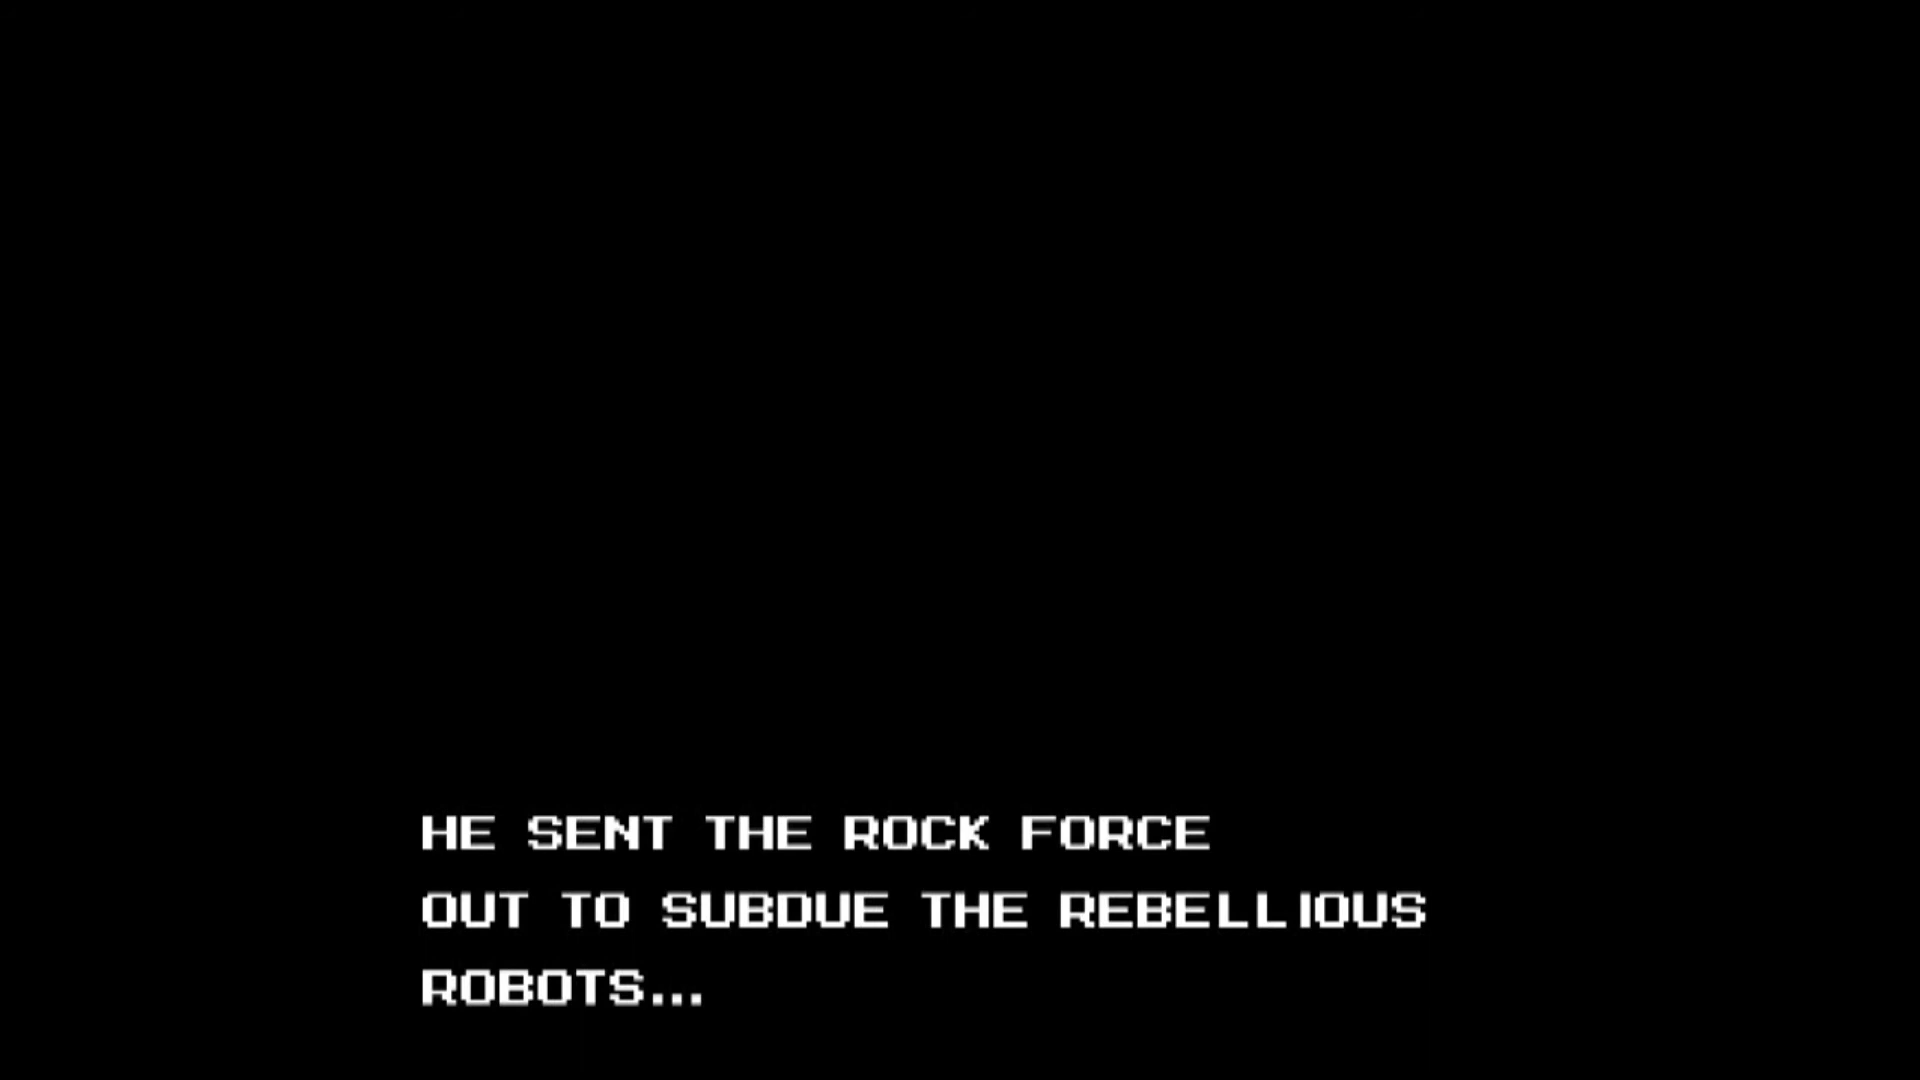 HE SENT THE ROCK FORCE
OUT TO SUBDUE THE REBELLIOUS
ROBOTS...